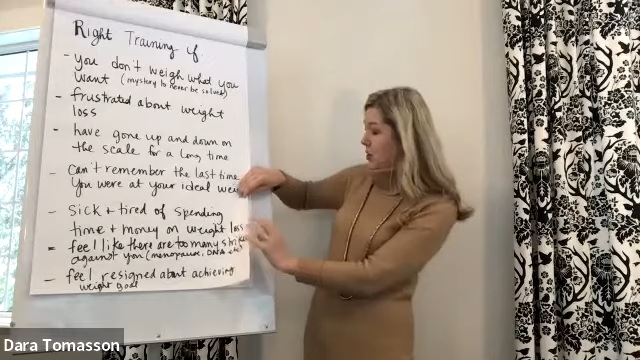 Right Training if
- you don't weigh what you
want (mystery to never be solved)
- frustrated about weight
loss
- have gone up and down on
the scale for a long time
- can't remember the last time
you were at your ideal
- Sick + tired of spending
time + money on weight loss
- feel like there are to many
against you (menopause, DNA etc)
- feel resigned about achieving
weight goal
Dara Tomasson